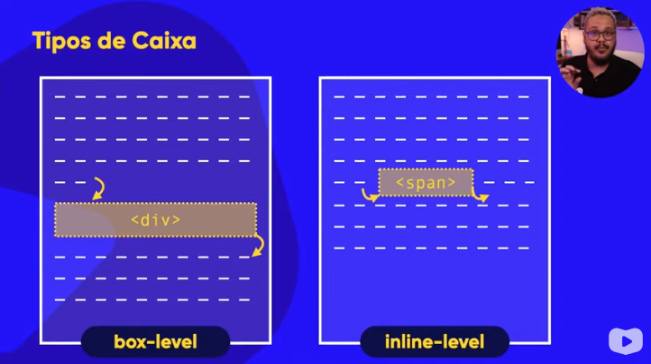 Tipos de Caixa
<div>
<span>
box-level
inline-level